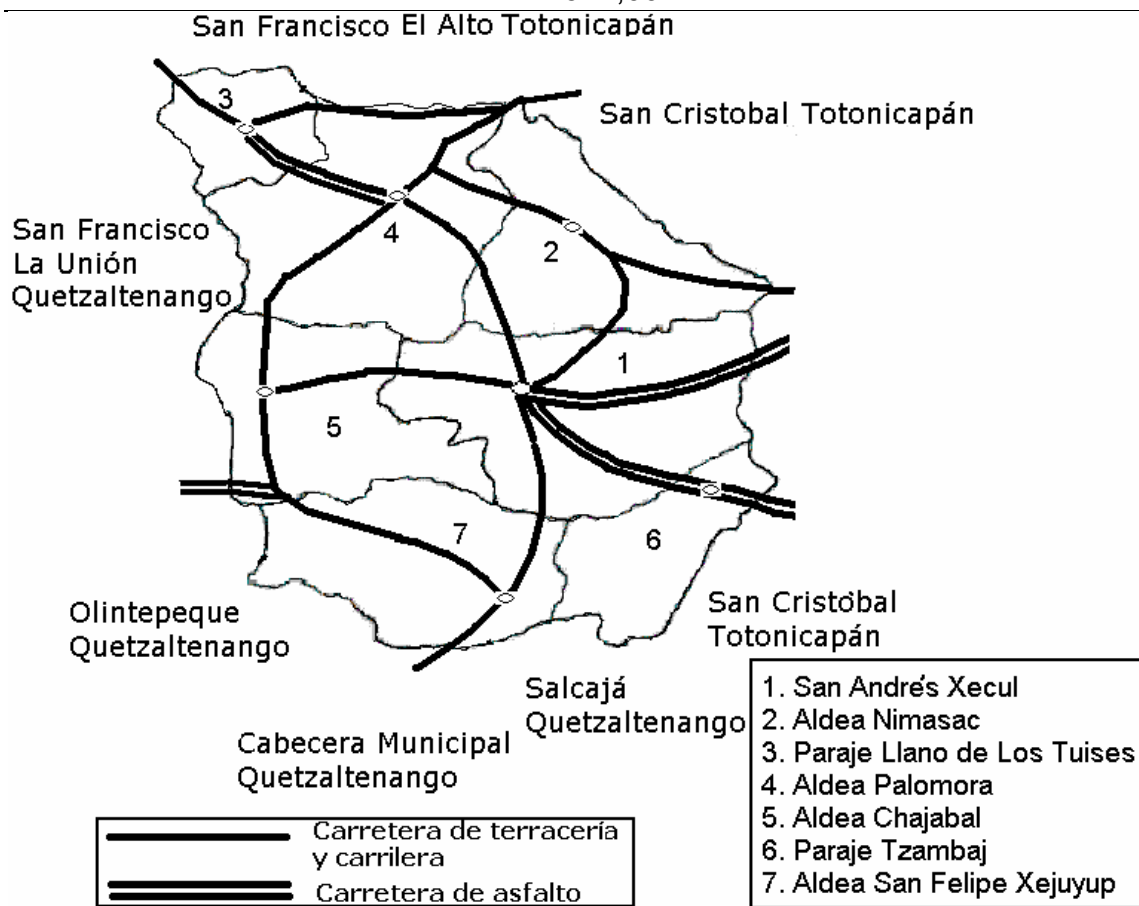 San Francisco El Alto Totonicapán
3
San Cristobal Totonicapán
San Francisco
La Unión
Quetzaltenango
4
2
1
5
7
6
Olintepeque
Quetzaltenango
San Cristóbal
Totonicapán
Salcajá
Quetzaltenango
Cabecera Municipal
Quetzaltenango
1. San Andrés Xecul
2. Aldea Nimasac
3. Paraje Llano de Los Tuises
4. Aldea Palomora
5. Aldea Chajabal
6. Paraje Tzambaj
7. Aldea San Felipe Xejuyup
Carretera de terracería
y carrilera
Carretera de asfalto